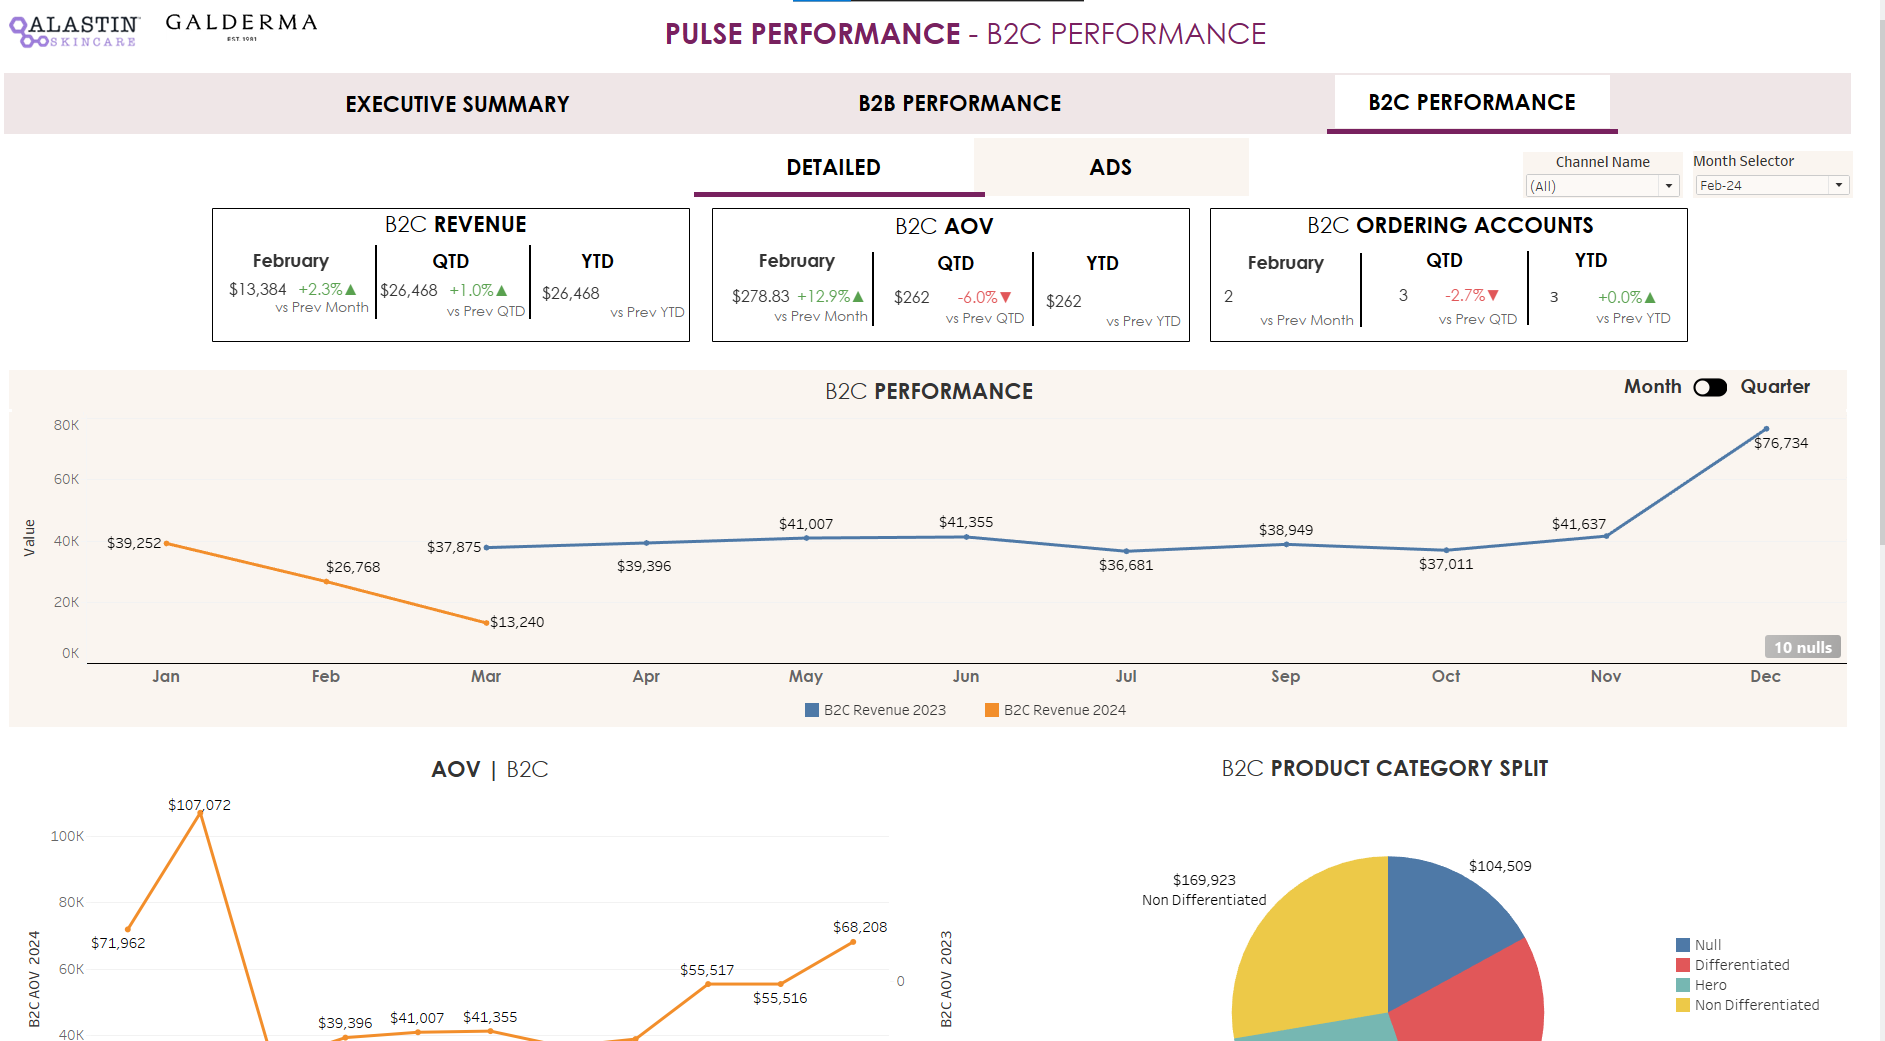 ALASTIN
SKINCARE
GALDERMA
EST. 1981
PULSE PERFORMANCE - B2C PERFORMANCE
EXECUTIVE SUMMARY
B2B PERFORMANCE
B2C PERFORMANCE
DETAILED
ADS
Channel Name
(All)
Month Selector
Feb-24
B2C REVENUE
February
$13,384 +2.3%▲
vs Prev Month
QTD
$26,468 +1.0%▲
vs Prev QTD
YTD
$26,468
vs Prev YTD
B2C AOV
February
$278.83 +12.9%▲
vs Prev Month
QTD
$262 -6.0%▼
vs Prev QTD
YTD
$262
vs Prev YTD
B2C ORDERING ACCOUNTS
February
2
vs Prev Month
QTD
3 -2.7%▼
vs Prev QTD
YTD
3 +0.0%▲
vs Prev YTD
B2C PERFORMANCE
Month Quarter
Value
80K
60K
40K
20K
0K
$39,252
$26,768
$13,240
$37,875
$39,396
$41,007
$41,355
$36,681
$38,949
$37,011
$41,637
$76,734
10 nulls
Jan Feb Mar Apr May Jun Jul Sep Oct Nov Dec
B2C Revenue 2023 B2C Revenue 2024
AOV | B2C
B2C AOV 2024
100K
80K
60K
40K
$71,962
$107,072
$39,396
$41,007
$41,355
$55,517
$55,516
$68,208
0
B2C AOV 2023
B2C PRODUCT CATEGORY SPLIT
$169,923
Non Differentiated
$104,509
Null
Differentiated
Hero
Non Differentiated